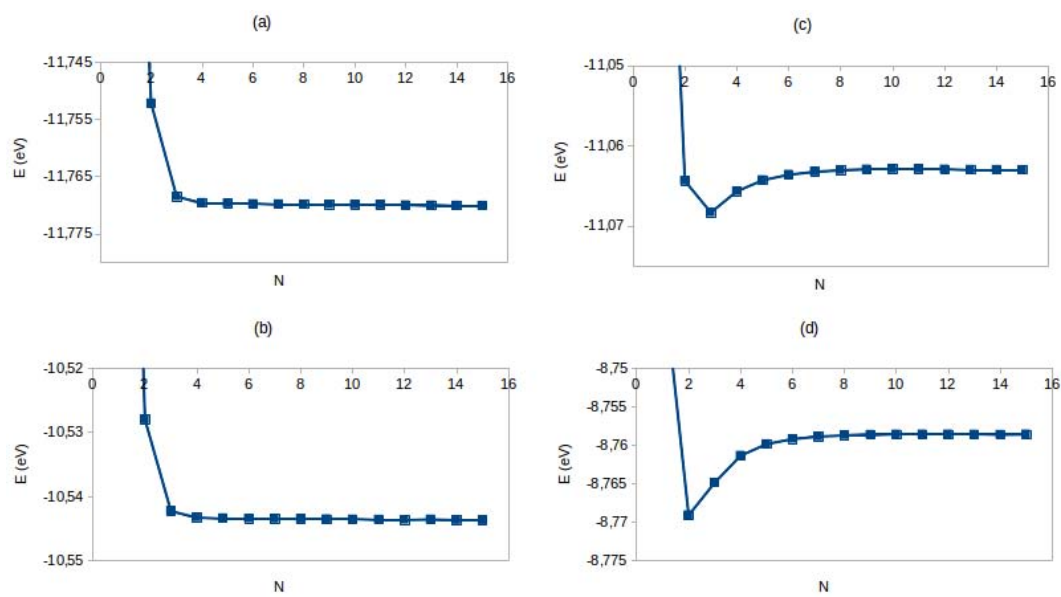 (a)
-11,745
-11,755
-11,765
-11,775
E (eV)
0 2 4 6 8 10 12 14 16
N
(c)
-11,05
-11,06
-11,07
E (eV)
0 2 4 6 8 10 12 14 16
N
(b)
-10,52
-10,53
-10,54
-10,55
E (eV)
0 2 4 6 8 10 12 14 16
N
(d)
-8,75
-8,755
-8,76
-8,765
-8,77
-8,775
E (eV)
0 2 4 6 8 10 12 14 16
N